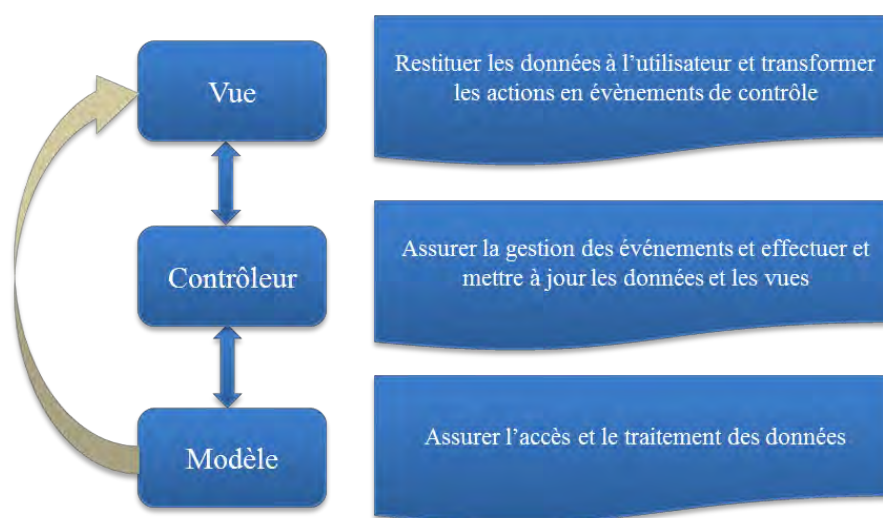 Vue
Restituer les données à l'utilisateur et transformer
les actions en évènements de contrôle
Contrôleur
Assurer la gestion des événements et effectuer et
mettre à jour les données et les vues
Modèle
Assurer l'accès et le traitement des données